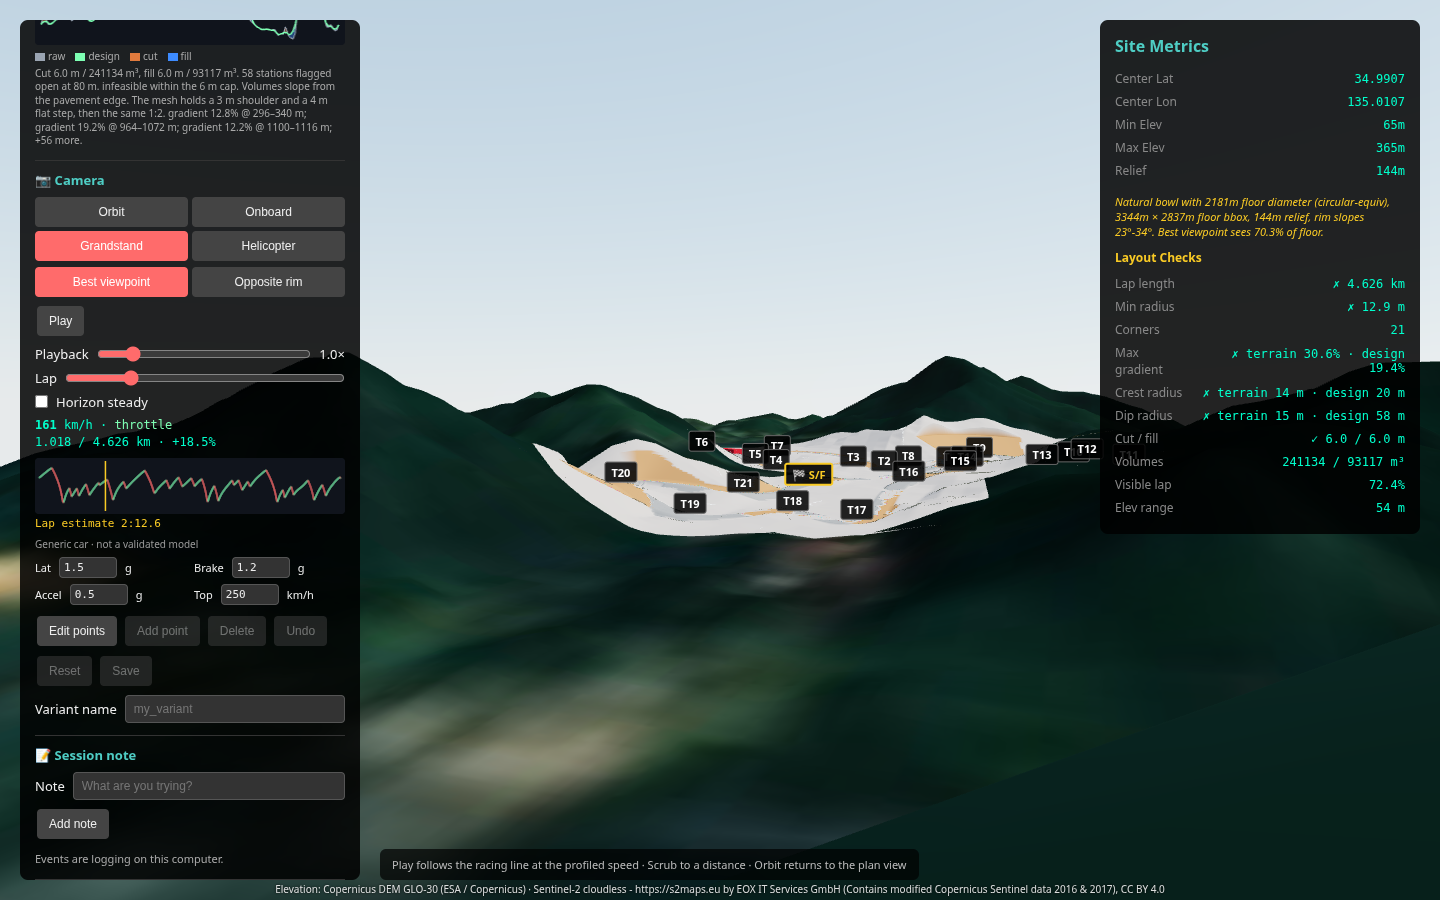 raw design cut fill
Cut 6.0 m / 241134 m³, fill 6.0 m / 93117 m³. 58 stations flagged
open at 80 m. infeasible within the 6 m cap. Volumes slope from
the pavement edge. The mesh holds a 3 m shoulder and a 4 m
flat step, then the same 1:2. gradient 12.8% @ 296–340 m;
gradient 19.2% @ 964–1072 m; gradient 12.2% @ 1100–1116 m;
+56 more.
📷 Camera
Orbit Onboard
Grandstand Helicopter
Best viewpoint Opposite rim
Play
Playback 1.0×
Lap
Horizon steady
161 km/h · throttle
1.018 / 4.626 km · +18.5%
Lap estimate 2:12.6
Generic car · not a validated model
Lat 1.5 g Brake 1.2 g
Accel 0.5 g Top 250 km/h
Edit points Add point Delete Undo
Reset Save
Variant name my_variant
📝 Session note
Note What are you trying?
Add note
Events are logging on this computer.
T6
T7
T5
T4
T3
T2
T8
T16
T15
T13
T12
T20
T21
🏁 S/F
T19
T18
T17
Site Metrics
Center Lat 34.9907
Center Lon 135.0107
Min Elev 65m
Max Elev 365m
Relief 144m
Natural bowl with 2181m floor diameter (circular-equiv),
3344m × 2837m floor bbox, 144m relief, rim slopes
23°-34°. Best viewpoint sees 70.3% of floor.
Layout Checks
Lap length ✗ 4.626 km
Min radius ✗ 12.9 m
Corners 21
Max gradient ✗ terrain 30.6% · design 19.4%
Crest radius ✗ terrain 14 m · design 20 m
Dip radius ✗ terrain 15 m · design 58 m
Cut / fill ✓ 6.0 / 6.0 m
Volumes 241134 / 93117 m³
Visible lap 72.4%
Elev range 54 m
Play follows the racing line at the profiled speed · Scrub to a distance · Orbit returns to the plan view
Elevation: Copernicus DEM GLO-30 (ESA / Copernicus) · Sentinel-2 cloudless - https://s2maps.eu by EOX IT Services GmbH (Contains modified Copernicus Sentinel data 2016 & 2017), CC BY 4.0